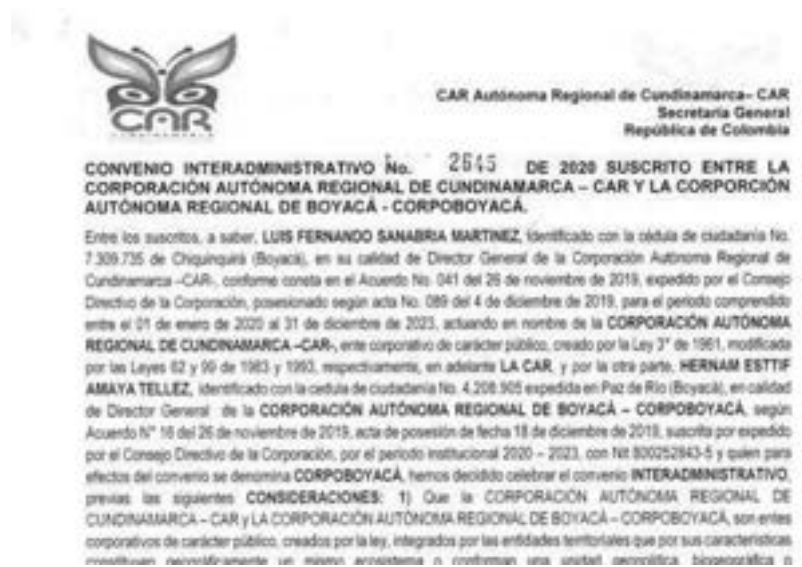 CAR
CUNDINAMARCA
CAR Autónoma Regional de Cundinamarca– CAR
Secretaría General
República de Colombia
CONVENIO INTERADMINISTRATIVO No. 2645 DE 2020 SUSCRITO ENTRE LA
CORPORACIÓN AUTÓNOMA REGIONAL DE CUNDINAMARCA – CAR Y LA CORPORCIÓN
AUTÓNOMA REGIONAL DE BOYACÁ - CORPOBOYACÁ.
Entre los suscritos, a saber, LUIS FERNANDO SANABRIA MARTINEZ, identificado con la cédula de ciudadanía No.
7.309.735 de Chiquinquirá (Boyacá), en su calidad de Director General de la Corporación Autónoma Regional de
Cundinamarca –CAR-, conforme consta en el Acuerdo No. 041 del 26 de noviembre de 2019, expedido por el Consejo
Directivo de la Corporación, posesionado según acta No. 089 del 4 de diciembre de 2019, para el periodo comprendido
entre el 01 de enero de 2020 al 31 de diciembre de 2023, actuando en nombre de la CORPORACIÓN AUTÓNOMA
REGIONAL DE CUNDINAMARCA –CAR-, ente corporativo de carácter público, creado por la Ley 3° de 1961, modificada
por las Leyes 62 y 99 de 1983 y 1993, respectivamente, en adelante LA CAR, y por la otra parte, HERNAM ESTTIF
AMAYA TELLEZ, identificado con la cedula de ciudadanía No. 4.208.905 expedida en Paz de Río (Boyacá), en calidad
de Director General de la CORPORACIÓN AUTÓNOMA REGIONAL DE BOYACÁ – CORPOBOYACÁ, según
Acuerdo N° 16 del 26 de noviembre de 2019, acta de posesión de fecha 18 de diciembre de 2019, suscrita por expedido
por el Consejo Directivo de la Corporación, por el periodo institucional 2020 – 2023, con Nit 800252843-5 y quien para
efectos del convenio se denomina CORPOBOYACÁ, hemos decidido celebrar el convenio INTERADMINISTRATIVO,
previas las siguientes CONSIDERACIONES: 1) Que la CORPORACIÓN AUTÓNOMA REGIONAL DE
CUNDINAMARCA – CAR y LA CORPORACIÓN AUTÓNOMA REGIONAL DE BOYACÁ – CORPOBOYACÁ, son entes
corporativos de carácter público, creados por la ley, integrados por las entidades territoriales que por sus características
constituyen geográficamente un mismo ecosistema o conforman una unidad geopolítica, biogeográfica o